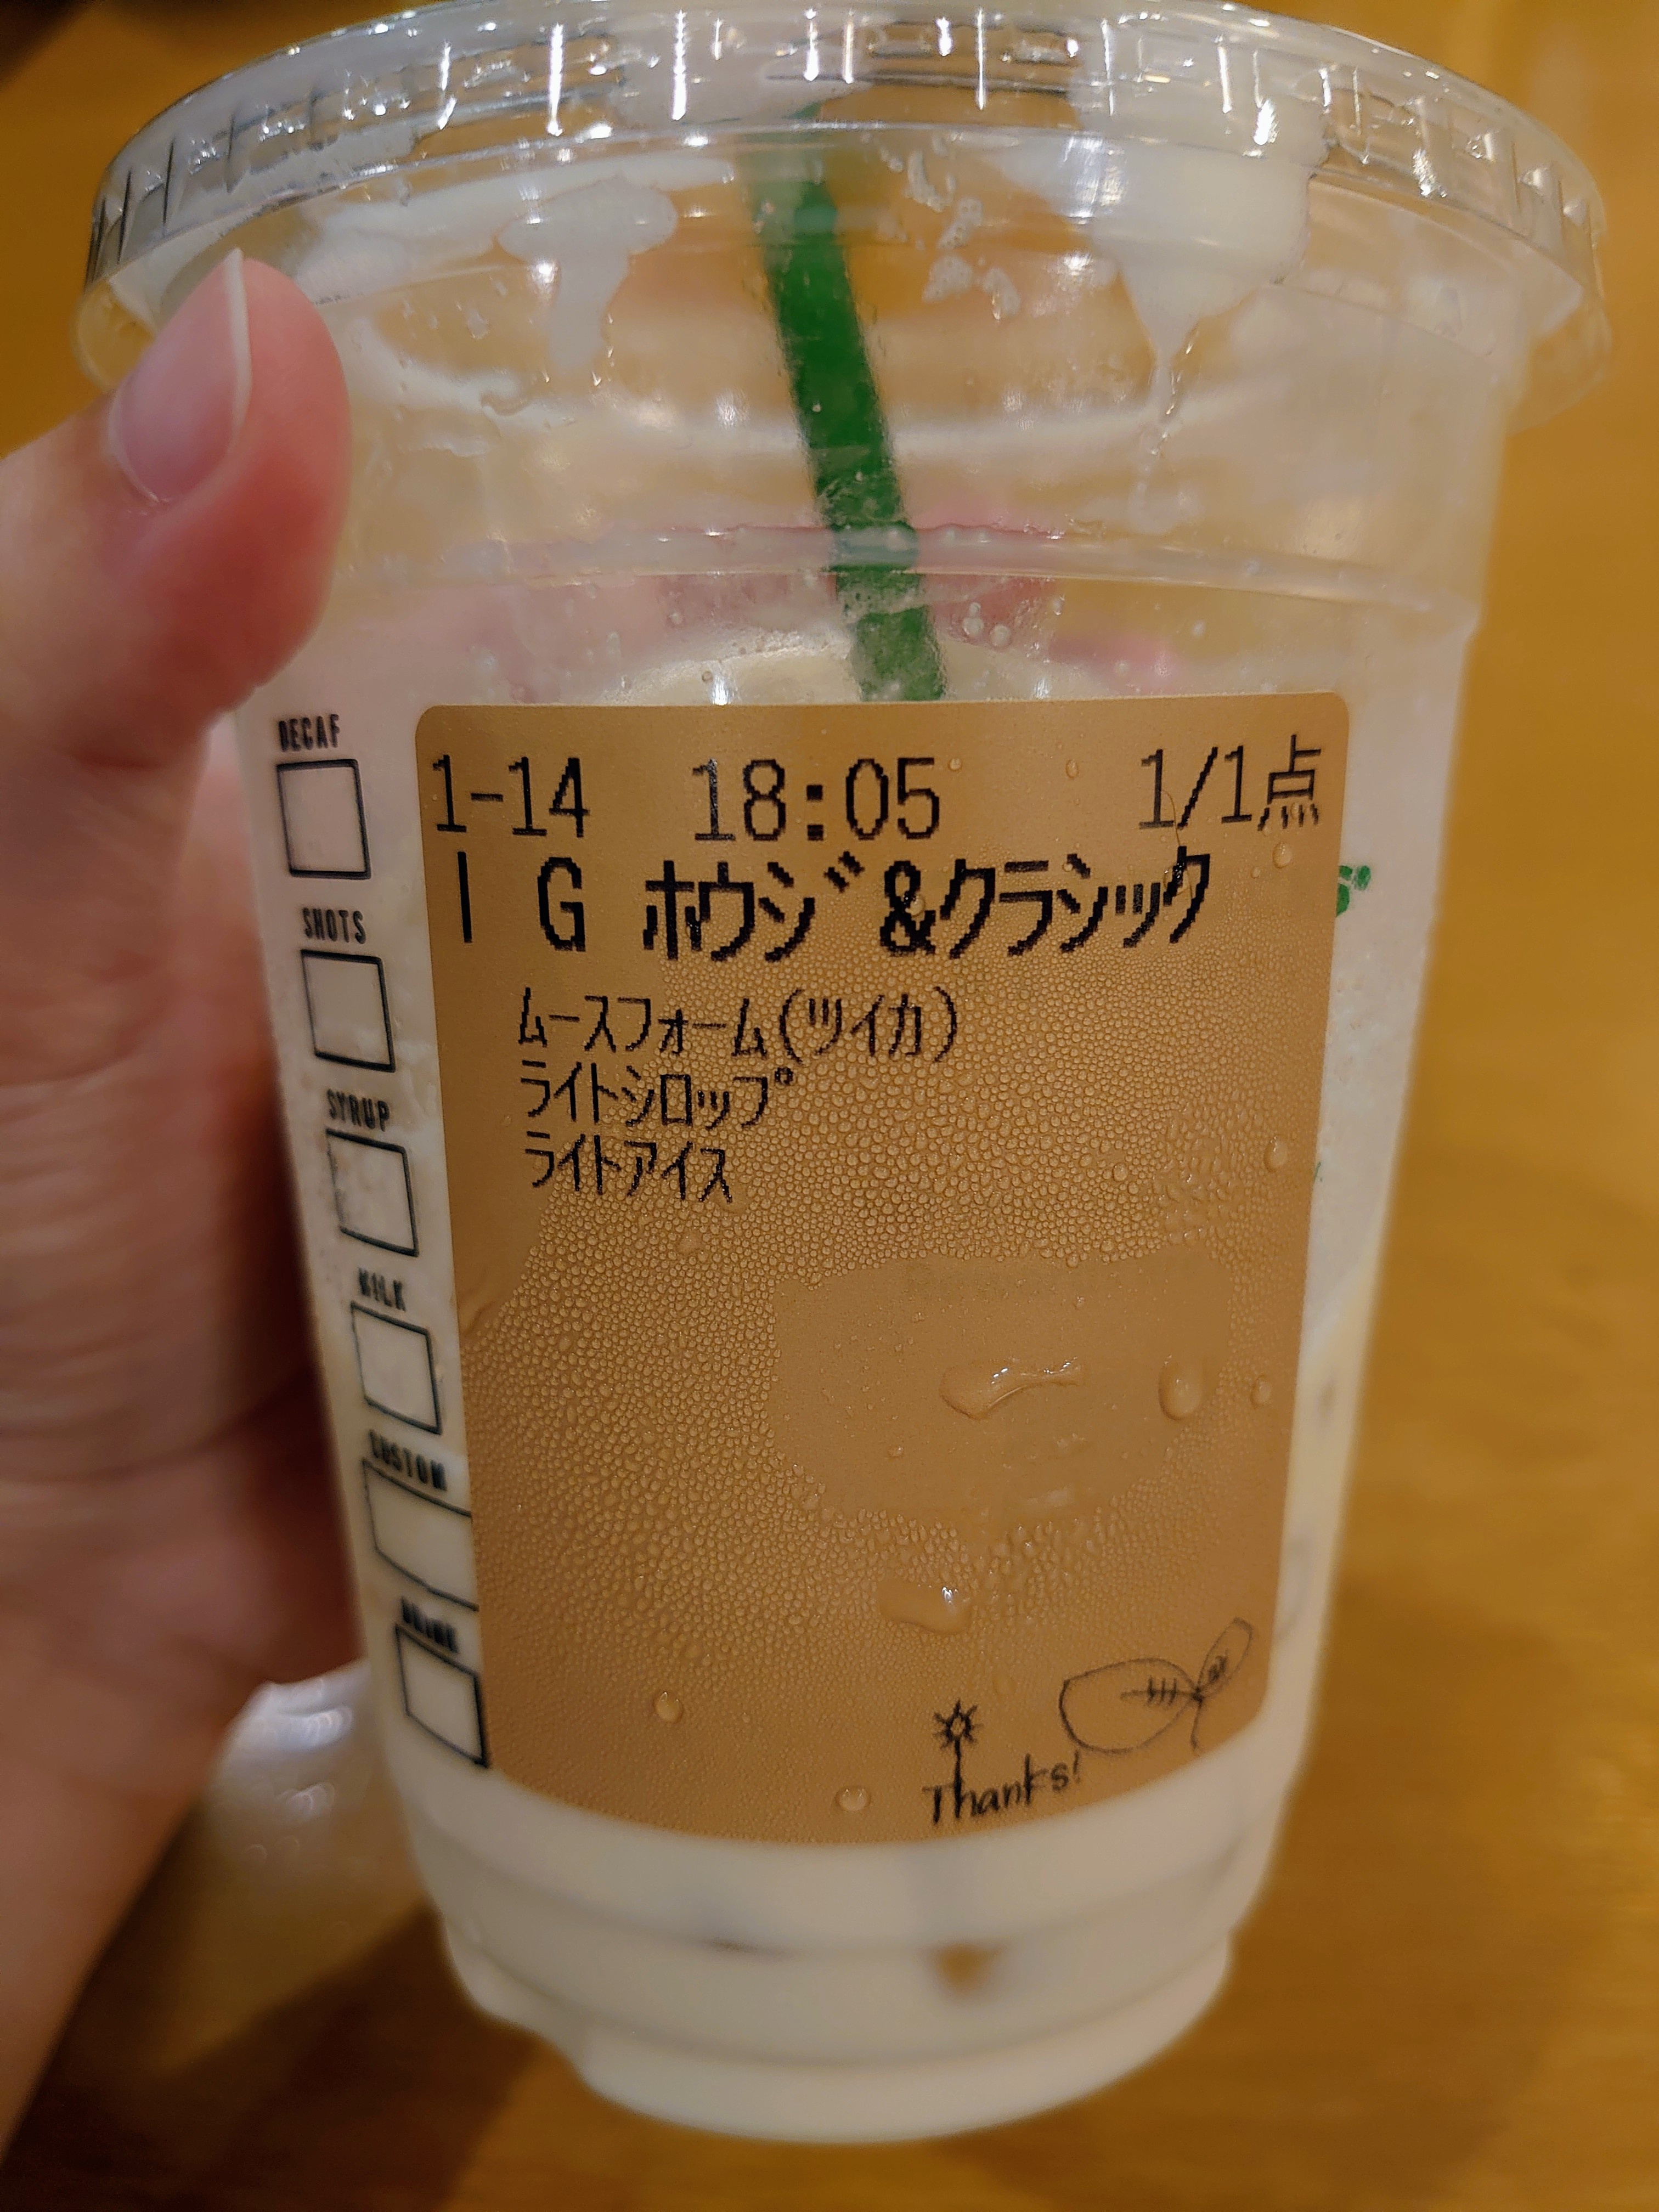 1-14 18:05 1/1点
I G ホウジ&クラシック
ムースフォーム(ツイカ)
ライトシロップ
ライトアイス
Thanks!
DECAF
SHOTS
SYRUP
MILK
CUSTOM
DRINK